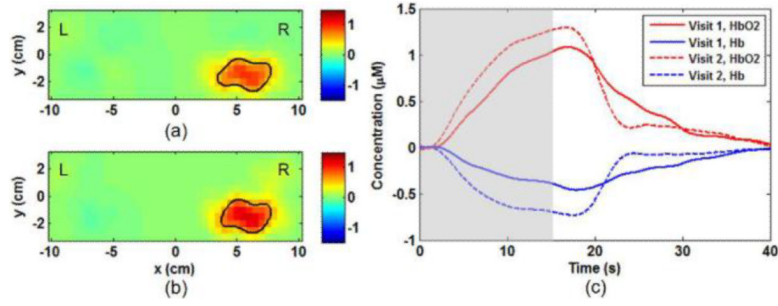 L R
y (cm)
2
0
-2
-10 -5 0 5 10
1
0
-1
(a)
L R
y (cm)
2
0
-2
-10 -5 0 5 10
x (cm)
1
0
-1
(b)
Concentration (μM)
1.5
1
0.5
0
-0.5
-1
0 10 20 30 40
Time (s)
Visit 1, HbO2
Visit 1, Hb
Visit 2, HbO2
Visit 2, Hb
(c)